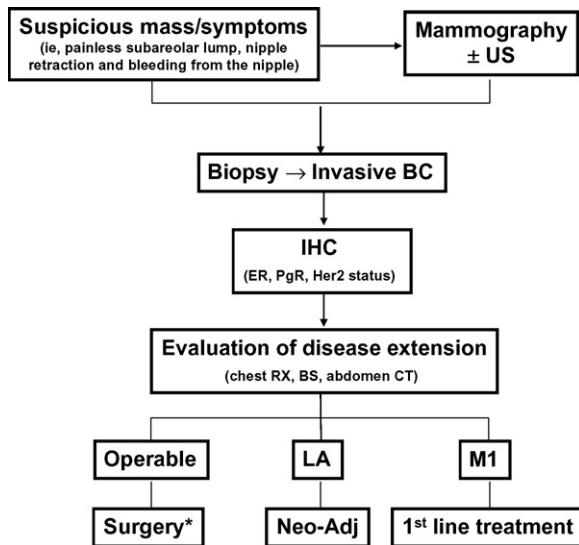 Suspicious mass/symptoms
(ie, painless subareolar lump, nipple
retraction and bleeding from the nipple)
Mammography
± US
Biopsy → Invasive BC
IHC
(ER, PgR, Her2 status)
Evaluation of disease extension
(chest RX, BS, abdomen CT)
Operable
LA
M1
Surgery*
Neo-Adj
1st line treatment